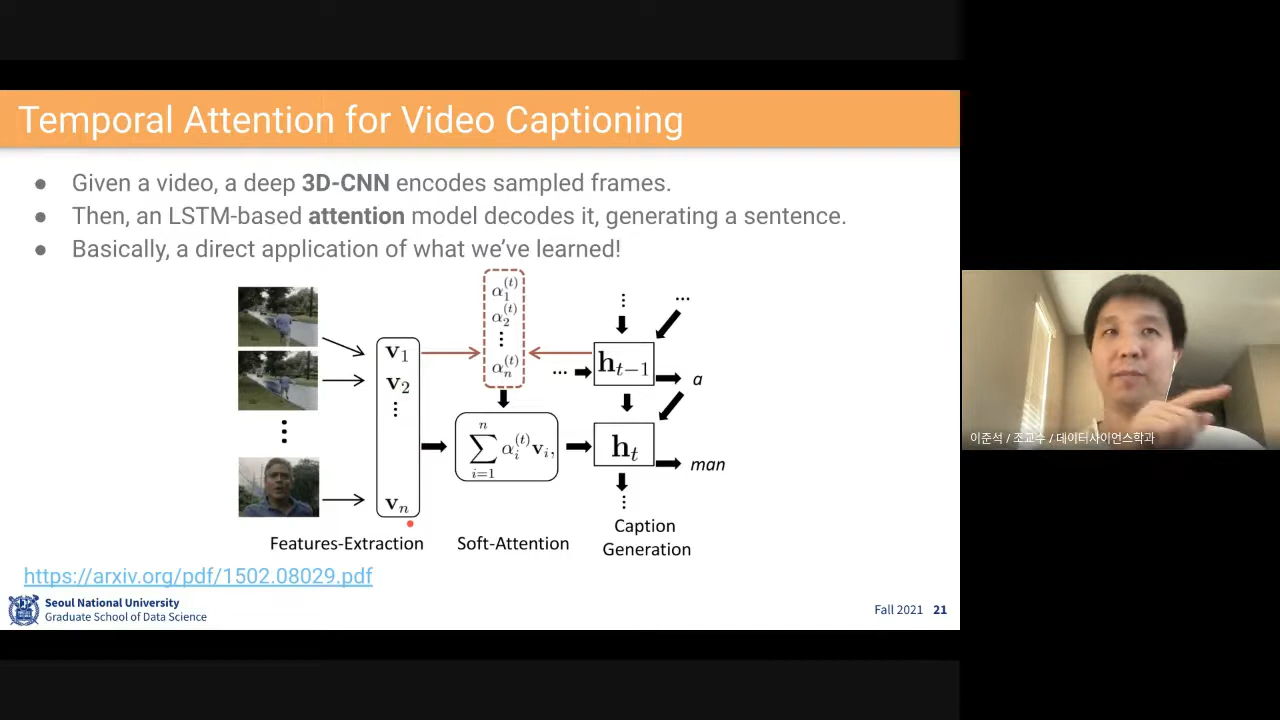 Temporal Attention for Video Captioning
● Given a video, a deep 3D-CNN encodes sampled frames.
● Then, an LSTM-based attention model decodes it, generating a sentence.
● Basically, a direct application of what we've learned!
α₁⁽ᵗ⁾
α₂⁽ᵗ⁾
⋮
αₙ⁽ᵗ⁾
v₁
v₂
⋮
vₙ
∑ᵢ₌₁ⁿ αᵢ⁽ᵗ⁾vᵢ,
⋮ ...
... hₜ₋₁ a
hₜ man
⋮
Features-Extraction
Soft-Attention
Caption
Generation
https://arxiv.org/pdf/1502.08029.pdf
Seoul National University
Graduate School of Data Science
Fall 2021 21
이준석 / 조교수 / 데이터사이언스학과